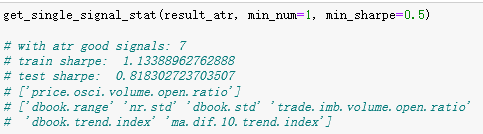 get_single_signal_stat(result_atr, min_num=1, min_sharpe=0.5)
# with atr good signals: 7
# train sharpe:  1.13388962762888
# test sharpe:  0.818302723703507
# ['price.osci.volume.open.ratio']
# ['dbook.range' 'nr.std' 'dbook.std' 'trade.imb.volume.open.ratio'
#  'dbook.trend.index' 'ma.dif.10.trend.index']